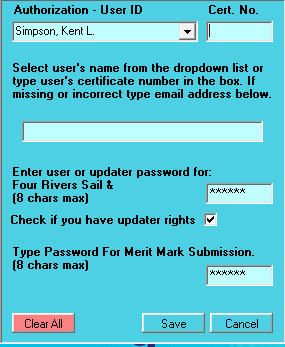 Authorization - User ID Cert. No.
Simpson, Kent L.
Select user's name from the dropdown list or
type user's certificate number in the box. If
missing or incorrect type email address below.
Enter user or updater password for:
Four Rivers Sail &
(8 chars max) ******
Check if you have updater rights
Type Password For Merit Mark Submission.
(8 chars max)
******
Clear All Save Cancel